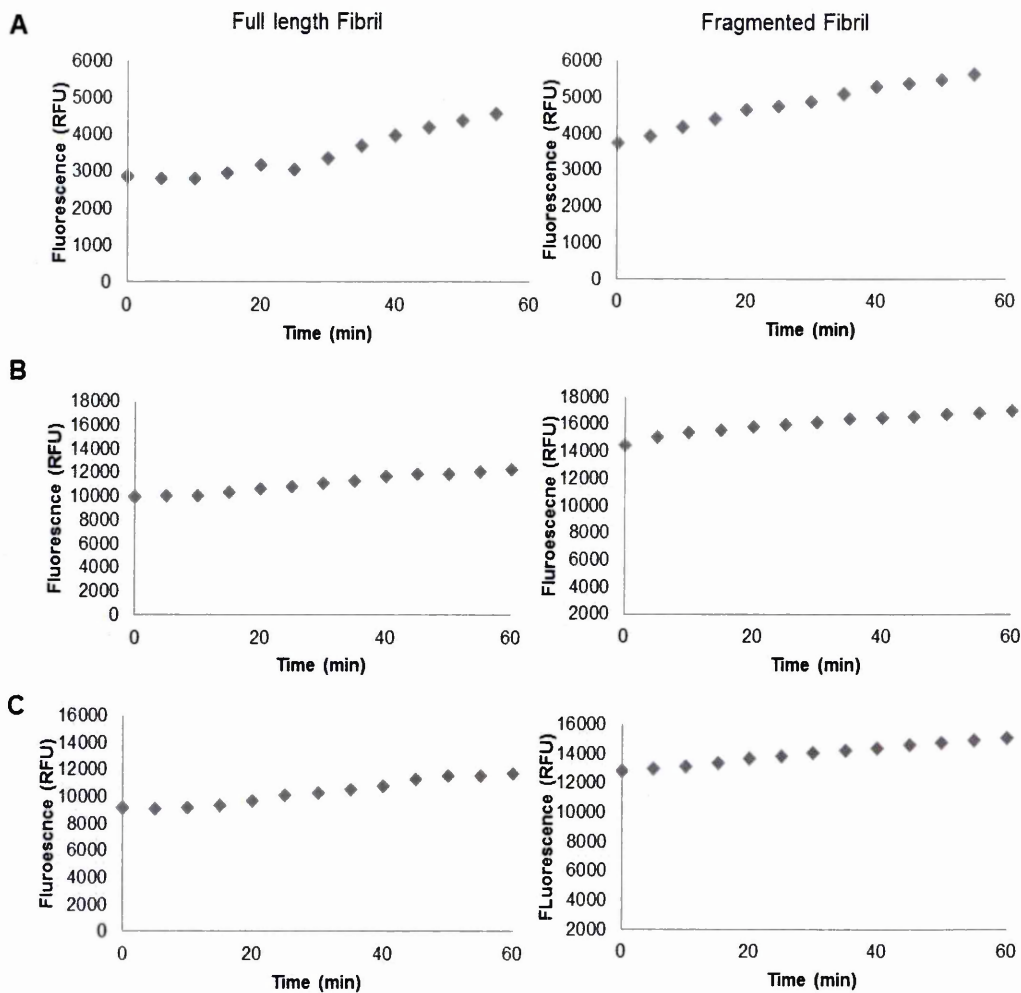 A
Full length Fibril
Fragmented Fibril
Fluorescence (RFU)
6000
5000
4000
3000
2000
1000
0
0 20 40 60
Time (min)
Fluorescence (RFU)
6000
5000
4000
3000
2000
1000
0
0 20 40 60
Time (min)
B
Fluorescnce (RFU)
18000
16000
14000
12000
10000
8000
6000
4000
2000
0
0 20 40 60
Time (min)
Fluroescecne (RFU)
18000
16000
14000
12000
10000
8000
6000
4000
2000
0 20 40 60
Time (min)
C
Fluroescnce (RFU)
16000
14000
12000
10000
8000
6000
4000
2000
0
0 20 40 60
Time (min)
FLuorescence (RFU)
16000
14000
12000
10000
8000
6000
4000
2000
0 20 40 60
Time (min)